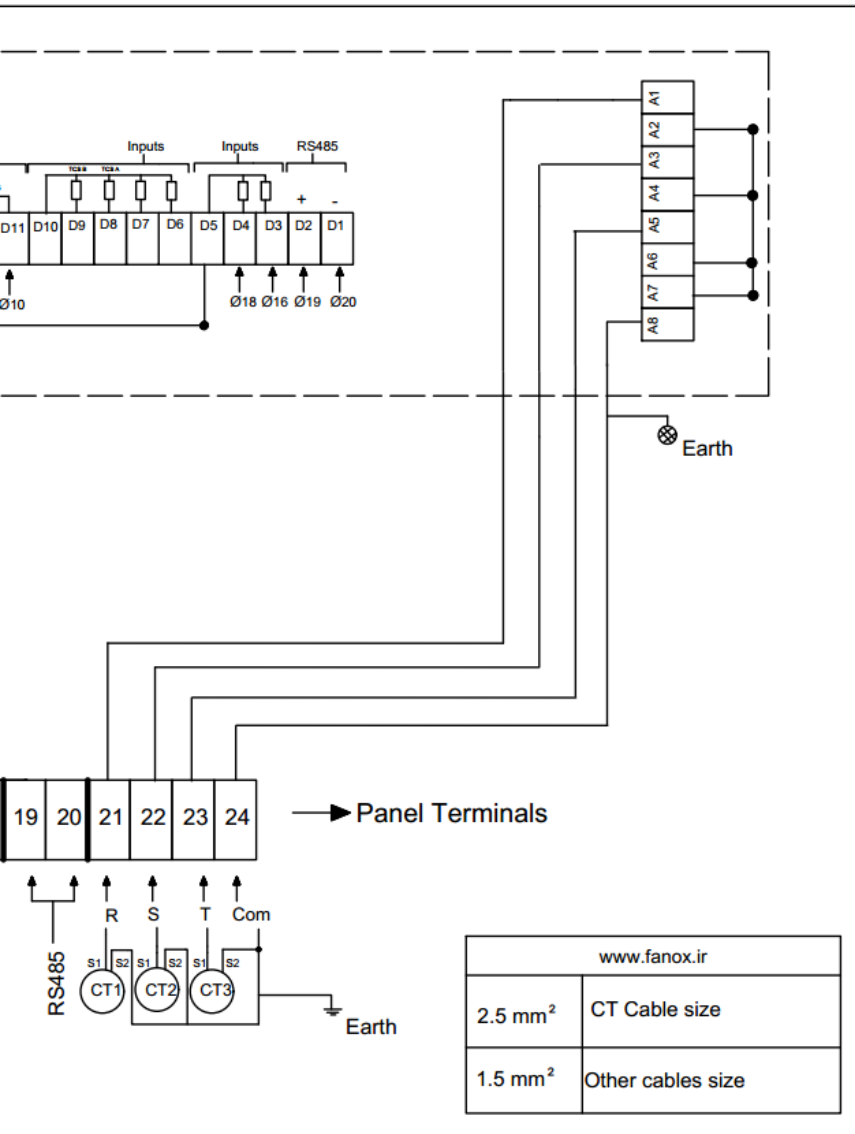 Inputs
Inputs
RS485
TCS B
TCS A
+
-
D11
D10
D9
D8
D7
D6
D5
D4
D3
D2
D1
Ø10
Ø18
Ø16
Ø19
Ø20
A1
A2
A3
A4
A5
A6
A7
A8
Earth
19
20
21
22
23
24
Panel Terminals
RS485
R
S
T
Com
S1
S2
S1
S2
S1
S2
CT1
CT2
CT3
Earth
www.fanox.ir
2.5 mm² CT Cable size
1.5 mm² Other cables size